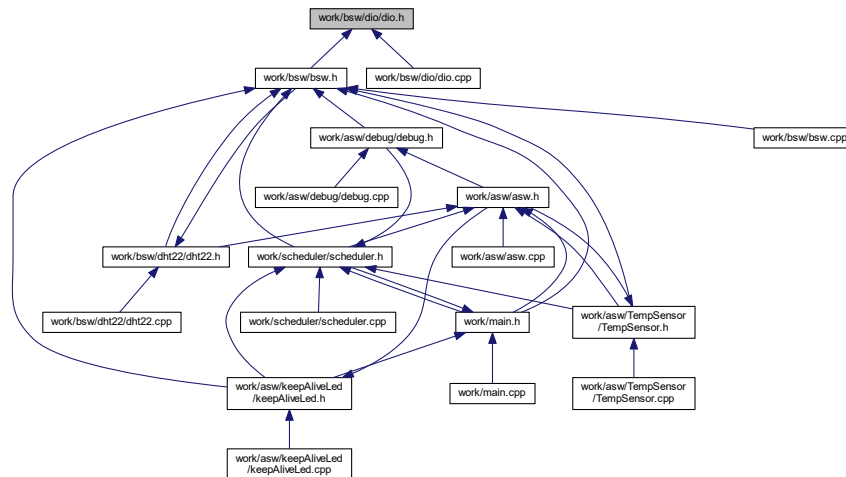 work/bsw/dio/dio.h
work/bsw/bsw.h
work/bsw/dio/dio.cpp
work/asw/debug/debug.h
work/bsw/bsw.cpp
work/asw/debug/debug.cpp
work/asw/asw.h
work/bsw/dht22/dht22.h
work/scheduler/scheduler.h
work/asw/asw.cpp
work/bsw/dht22/dht22.cpp
work/scheduler/scheduler.cpp
work/main.h
work/asw/TempSensor
/TempSensor.h
work/asw/keepAliveLed
/keepAliveLed.h
work/main.cpp
work/asw/TempSensor
/TempSensor.cpp
work/asw/keepAliveLed
/keepAliveLed.cpp